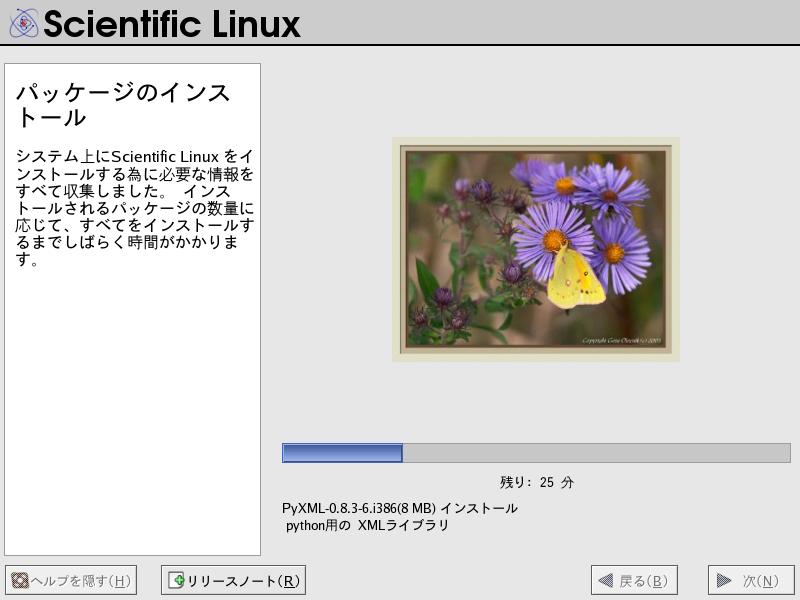 Scientific Linux
パッケージのインス
トール
システム上にScientific Linux をイ
ンストールする為に必要な情報を
すべて収集しました。 インス
トールされるパッケージの数量に
応じて、すべてをインストールす
るまでしばらく時間がかかりま
す。
Copyright Gene Oleynik (c) 2005
残り: 25 分
PyXML-0.8.3-6.i386(8 MB) インストール
python用の XMLライブラリ
ヘルプを隠す(H)
リリースノート(R)
戻る(B)
次(N)